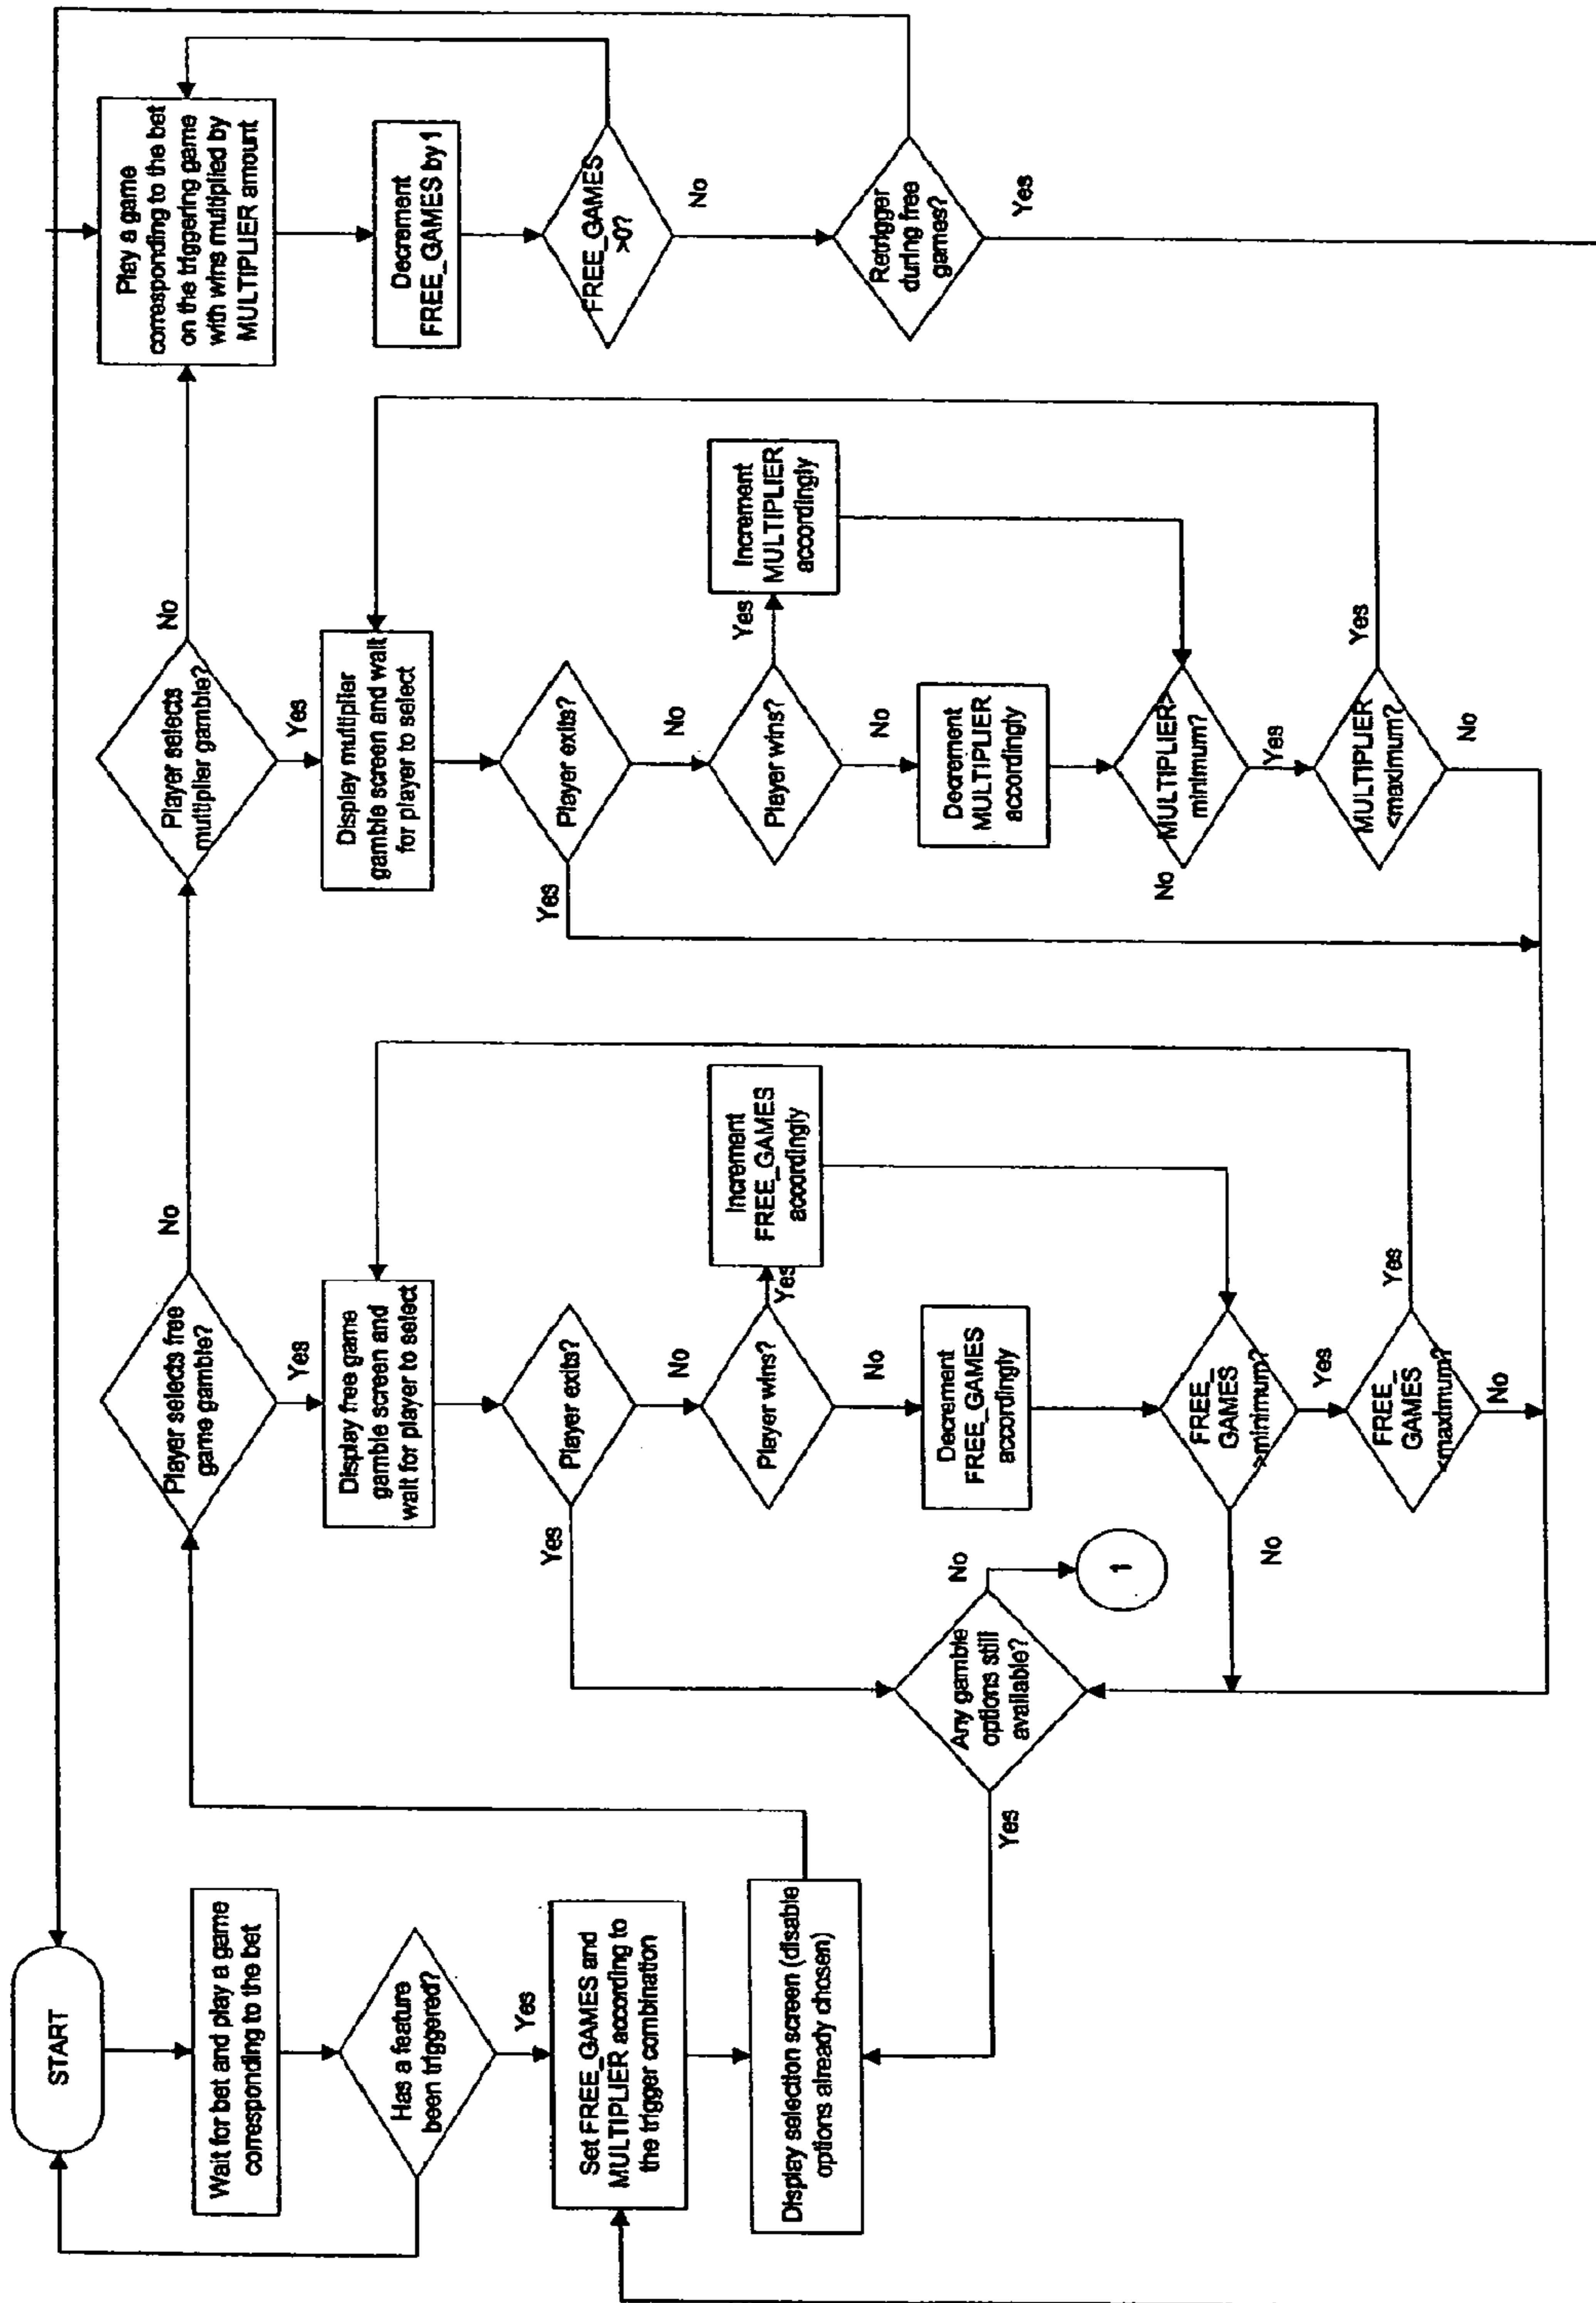 START
Wait for bet and play a game
corresponding to the bet
Has a feature
been triggered?
Yes
Set FREE_GAMES and
MULTIPLIER according to
the trigger combination
Display selection screen (disable
options already chosen)
Yes
Any gamble
options still
available?
No
1
Player selects free
game gamble?
No
Yes
Display free game
gamble screen and
wait for player to select
Player exits?
Yes
No
Player wins?
Yes
Increment
FREE_GAMES
accordingly
No
Decrement
FREE_GAMES
accordingly
FREE_
GAMES
>minimum?
No
Yes
FREE_
GAMES
<maximum?
Yes
No
Player selects
multiplier gamble?
No
Yes
Display multiplier
gamble screen and wait
for player to select
Player exits?
Yes
No
Player wins?
Yes
Increment
MULTIPLIER
accordingly
No
Decrement
MULTIPLIER
accordingly
MULTIPLIER>
minimum?
No
Yes
MULTIPLIER
<maximum?
Yes
No
Play a game
corresponding to the bet
on the triggering game
with wins multiplied by
MULTIPLIER amount
Decrement
FREE_GAMES by 1
FREE_GAMES
>0?
No
Retrigger
during free
games?
Yes